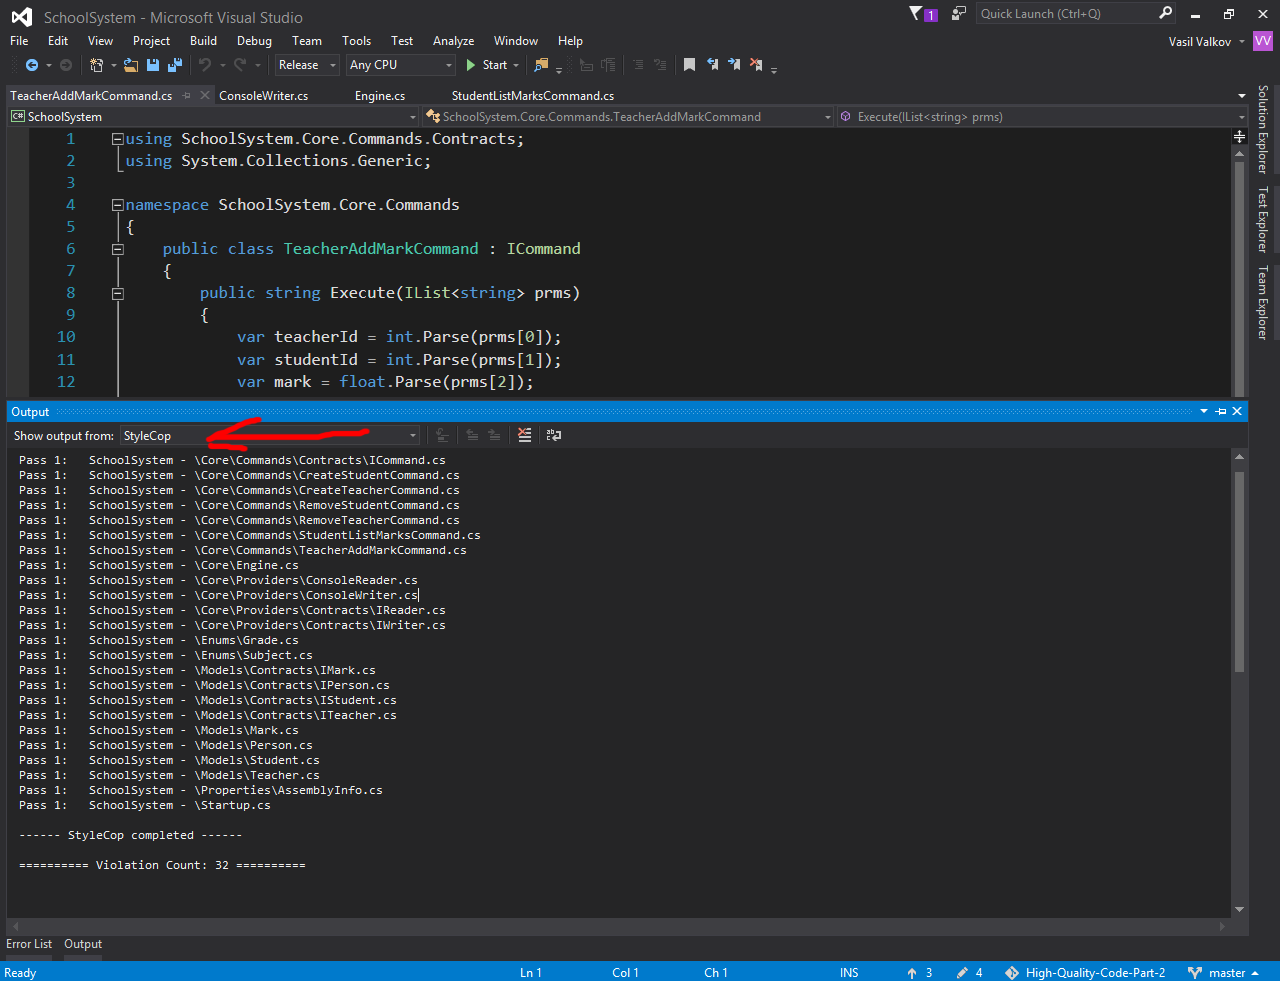 SchoolSystem - Microsoft Visual Studio
1
Quick Launch (Ctrl+Q)
File Edit View Project Build Debug Team Tools Test Analyze Window Help
Vasil Valkov VV
Release Any CPU Start
TeacherAddMarkCommand.cs ConsoleWriter.cs Engine.cs StudentListMarksCommand.cs
C# SchoolSystem SchoolSystem.Core.Commands.TeacherAddMarkCommand Execute(IList<string> prms)
1 using SchoolSystem.Core.Commands.Contracts;
2 using System.Collections.Generic;
3
4 namespace SchoolSystem.Core.Commands
5 {
6 public class TeacherAddMarkCommand : ICommand
7 {
8 public string Execute(IList<string> prms)
9 {
10 var teacherId = int.Parse(prms[0]);
11 var studentId = int.Parse(prms[1]);
12 var mark = float.Parse(prms[2]);
Solution Explorer
Test Explorer
Team Explorer
Output
Show output from: StyleCop
Pass 1: SchoolSystem - \Core\Commands\Contracts\ICommand.cs
Pass 1: SchoolSystem - \Core\Commands\CreateStudentCommand.cs
Pass 1: SchoolSystem - \Core\Commands\CreateTeacherCommand.cs
Pass 1: SchoolSystem - \Core\Commands\RemoveStudentCommand.cs
Pass 1: SchoolSystem - \Core\Commands\RemoveTeacherCommand.cs
Pass 1: SchoolSystem - \Core\Commands\StudentListMarksCommand.cs
Pass 1: SchoolSystem - \Core\Commands\TeacherAddMarkCommand.cs
Pass 1: SchoolSystem - \Core\Engine.cs
Pass 1: SchoolSystem - \Core\Providers\ConsoleReader.cs
Pass 1: SchoolSystem - \Core\Providers\ConsoleWriter.cs
Pass 1: SchoolSystem - \Core\Providers\Contracts\IReader.cs
Pass 1: SchoolSystem - \Core\Providers\Contracts\IWriter.cs
Pass 1: SchoolSystem - \Enums\Grade.cs
Pass 1: SchoolSystem - \Enums\Subject.cs
Pass 1: SchoolSystem - \Models\Contracts\IMark.cs
Pass 1: SchoolSystem - \Models\Contracts\IPerson.cs
Pass 1: SchoolSystem - \Models\Contracts\IStudent.cs
Pass 1: SchoolSystem - \Models\Contracts\ITeacher.cs
Pass 1: SchoolSystem - \Models\Mark.cs
Pass 1: SchoolSystem - \Models\Person.cs
Pass 1: SchoolSystem - \Models\Student.cs
Pass 1: SchoolSystem - \Models\Teacher.cs
Pass 1: SchoolSystem - \Properties\AssemblyInfo.cs
Pass 1: SchoolSystem - \Startup.cs
------ StyleCop completed ------
========== Violation Count: 32 ==========
Error List Output
Ready Ln 1 Col 1 Ch 1 INS 3 4 High-Quality-Code-Part-2 master